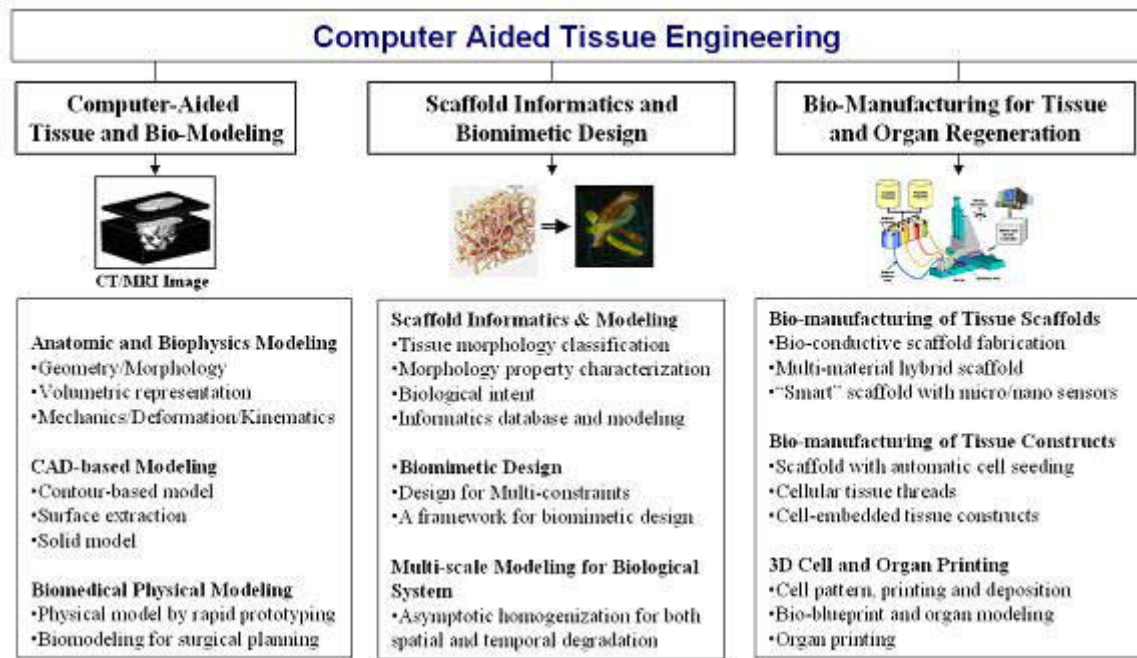 Computer Aided Tissue Engineering
Computer-Aided
Tissue and Bio-Modeling
CT/MRI Image
Anatomic and Biophysics Modeling
•Geometry/Morphology
•Volumetric representation
•Mechanics/Deformation/Kinematics
CAD-based Modeling
•Contour-based model
•Surface extraction
•Solid model
Biomedical Physical Modeling
•Physical model by rapid prototyping
•Biomodeling for surgical planning
Scaffold Informatics and
Biomimetic Design
Scaffold Informatics & Modeling
•Tissue morphology classification
•Morphology property characterization
•Biological intent
•Informatics database and modeling
•Biomimetic Design
•Design for Multi-constraints
•A framework for biomimetic design
Multi-scale Modeling for Biological
System
•Asymptotic homogenization for both
spatial and temporal degradation
Bio-Manufacturing for Tissue
and Organ Regeneration
Bio-manufacturing of Tissue Scaffolds
•Bio-conductive scaffold fabrication
•Multi-material hybrid scaffold
•“Smart” scaffold with micro/nano sensors
Bio-manufacturing of Tissue Constructs
•Scaffold with automatic cell seeding
•Cellular tissue threads
•Cell-embedded tissue constructs
3D Cell and Organ Printing
•Cell pattern, printing and deposition
•Bio-blueprint and organ modeling
•Organ printing